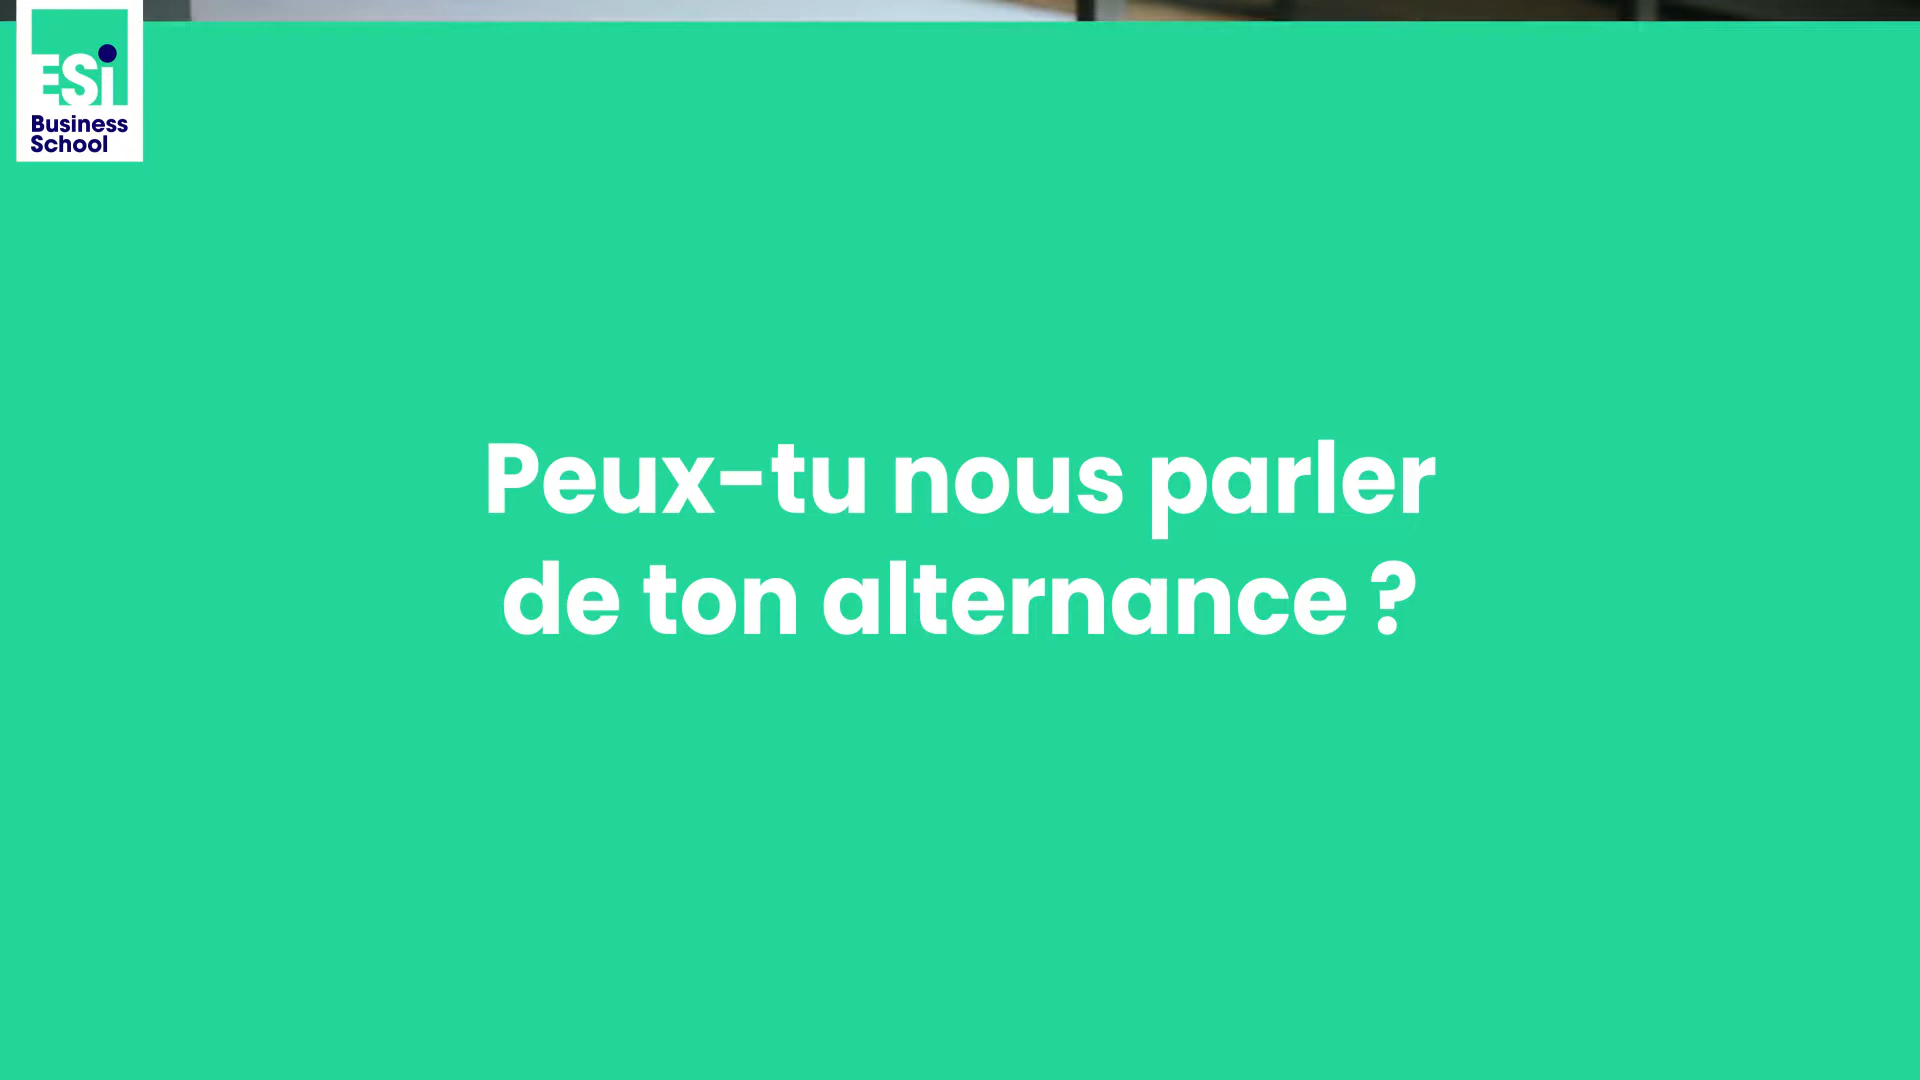 ESi
Business
School
Peux-tu nous parler
de ton alternance ?